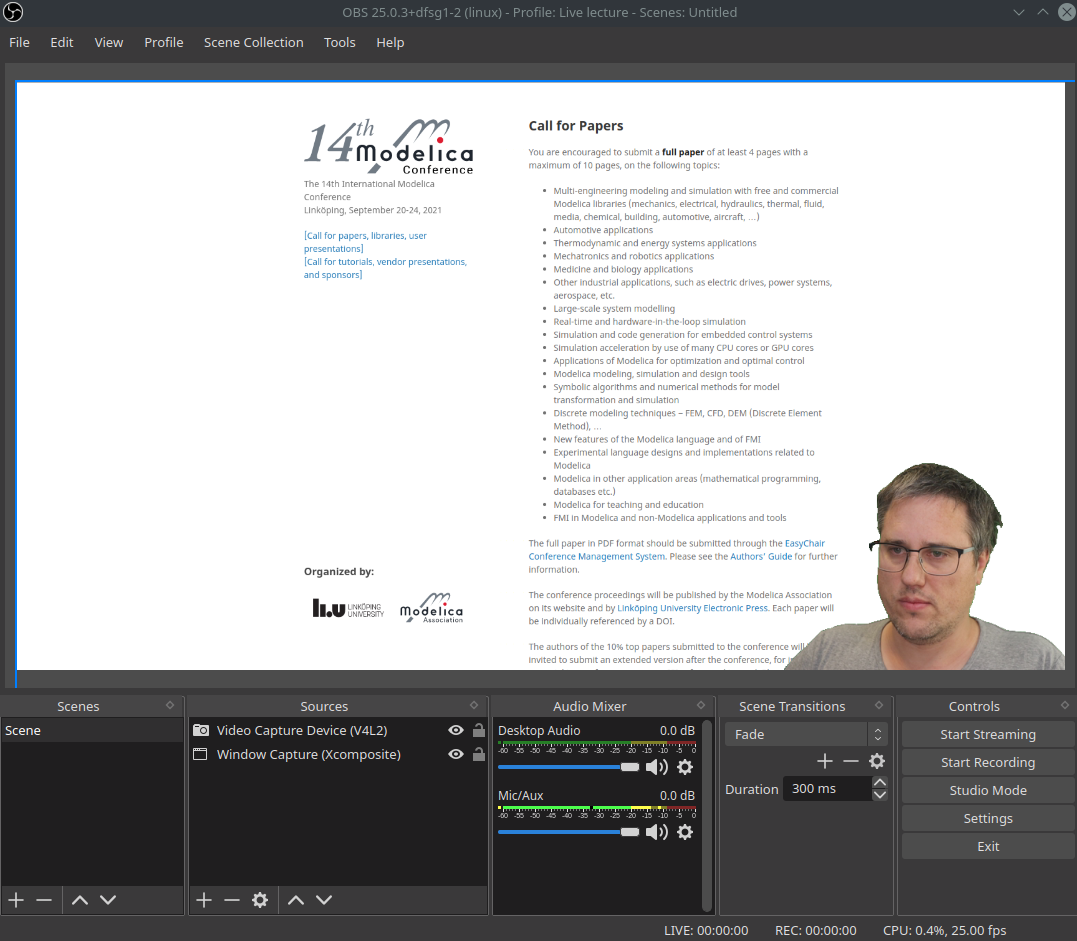 OBS 25.0.3+dfsg1-2 (linux) - Profile: Live lecture - Scenes: Untitled
File Edit View Profile Scene Collection Tools Help
14th
Modelica
Conference
The 14th International Modelica
Conference
Linköping, September 20-24, 2021
[Call for papers, libraries, user
presentations]
[Call for tutorials, vendor presentations,
and sponsors]
Organized by:
LIU LINKÖPING
UNIVERSITY
Modelica
Association
Call for Papers
You are encouraged to submit a full paper of at least 4 pages with a
maximum of 10 pages, on the following topics:
• Multi-engineering modeling and simulation with free and commercial
Modelica libraries (mechanics, electrical, hydraulics, thermal, fluid,
media, chemical, building, automotive, aircraft, ...)
• Automotive applications
• Thermodynamic and energy systems applications
• Mechatronics and robotics applications
• Medicine and biology applications
• Other industrial applications, such as electric drives, power systems,
aerospace, etc.
• Large-scale system modelling
• Real-time and hardware-in-the-loop simulation
• Simulation and code generation for embedded control systems
• Simulation acceleration by use of many CPU cores or GPU cores
• Applications of Modelica for optimization and optimal control
• Modelica modeling, simulation and design tools
• Symbolic algorithms and numerical methods for model
transformation and simulation
• Discrete modeling techniques – FEM, CFD, DEM (Discrete Element
Method), ...
• New features of the Modelica language and of FMI
• Experimental language designs and implementations related to
Modelica
• Modelica in other application areas (mathematical programming,
databases etc.)
• Modelica for teaching and education
• FMI in Modelica and non-Modelica applications and tools
The full paper in PDF format should be submitted through the EasyChair
Conference Management System. Please see the Authors' Guide for further
information.
The conference proceedings will be published by the Modelica Association
on its website and by Linköping University Electronic Press. Each paper will
be individually referenced by a DOI.
The authors of the 10% top papers submitted to the conference will
invited to submit an extended version after the conference, for
Scenes
Scene
Sources
Video Capture Device (V4L2)
Window Capture (Xcomposite)
Audio Mixer
Desktop Audio 0.0 dB
-60 -55 -50 -45 -40 -35 -30 -25 -20 -15 -10 -5 0
Mic/Aux 0.0 dB
-60 -55 -50 -45 -40 -35 -30 -25 -20 -15 -10 -5 0
Scene Transitions
Fade
Duration 300 ms
Controls
Start Streaming
Start Recording
Studio Mode
Settings
Exit
LIVE: 00:00:00 REC: 00:00:00 CPU: 0.4%, 25.00 fps